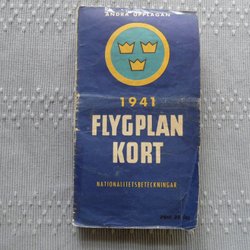 ANDRA UPPLAGAN
1941
FLYGPLAN
KORT
NATIONALITETSBETECKNINGAR